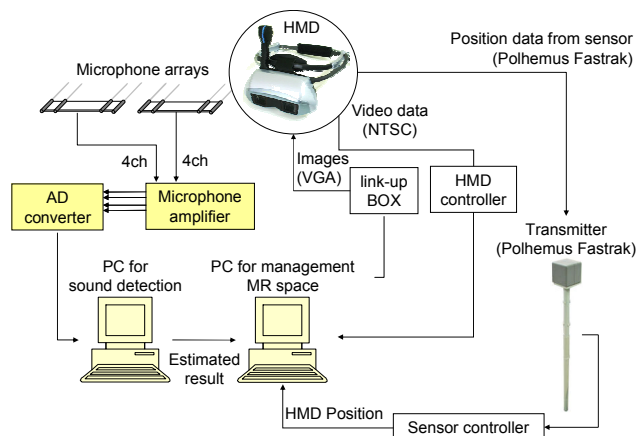 HMD
Position data from sensor
(Polhemus Fastrak)
Microphone arrays
Video data
(NTSC)
4ch
4ch
Images
(VGA)
link-up
BOX
HMD
controller
AD
converter
Microphone
amplifier
Transmitter
(Polhemus Fastrak)
PC for
sound detection
PC for management
MR space
Estimated
result
HMD Position
Sensor controller